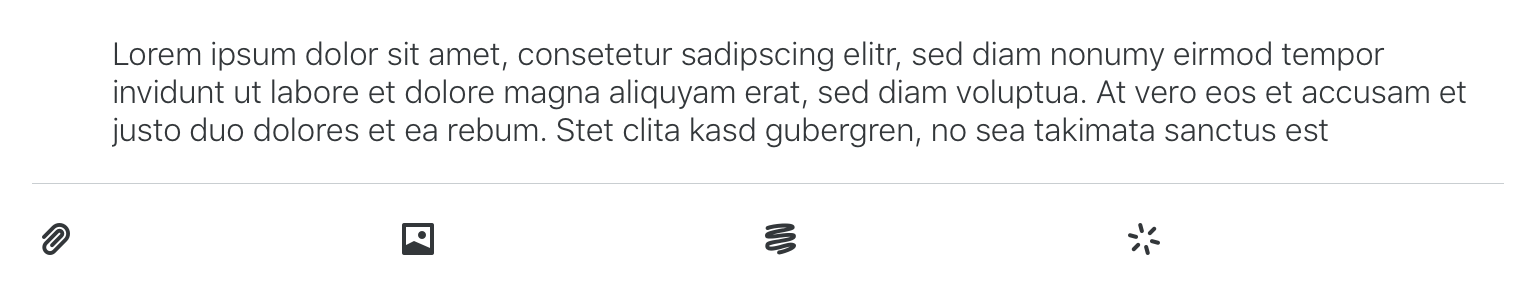 Lorem ipsum dolor sit amet, consetetur sadipscing elitr, sed diam nonumy eirmod tempor
invidunt ut labore et dolore magna aliquyam erat, sed diam voluptua. At vero eos et accusam et
justo duo dolores et ea rebum. Stet clita kasd gubergren, no sea takimata sanctus est